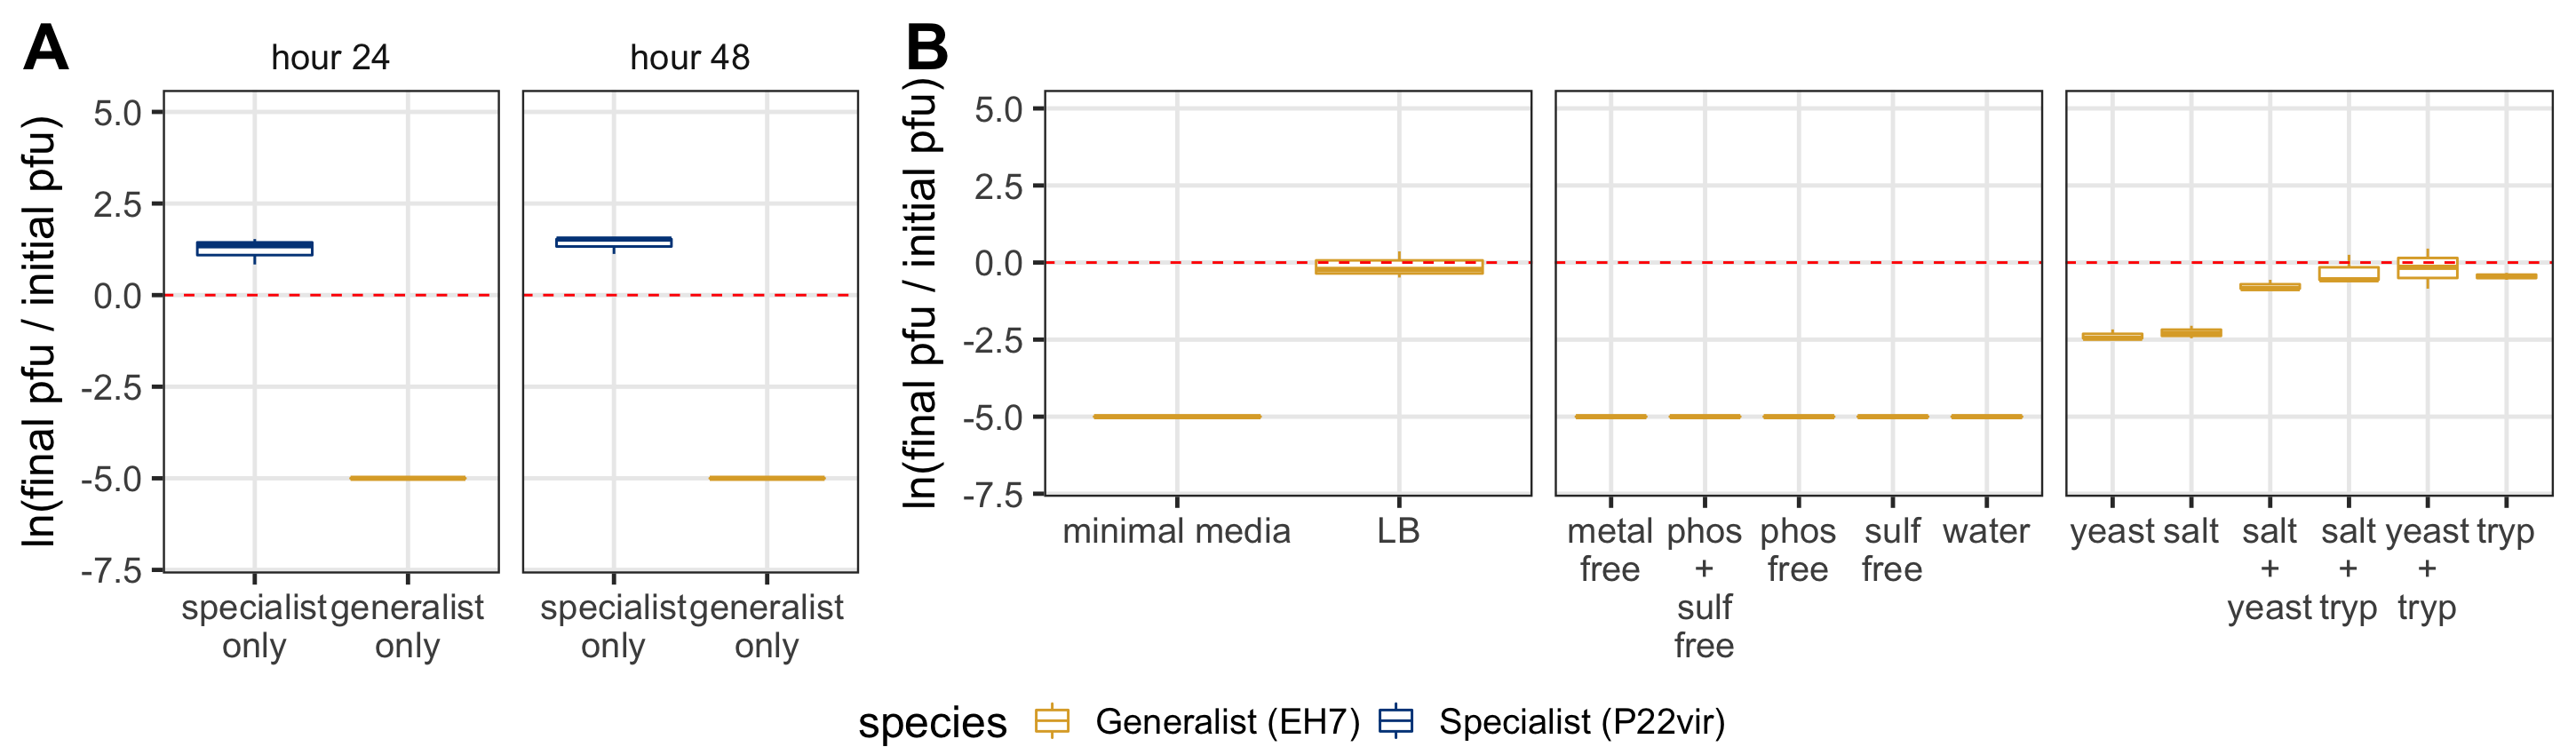 A
hour 24
hour 48
ln(final pfu / initial pfu)
5.0
2.5
0.0
-2.5
-5.0
-7.5
specialist generalist
only only
specialist generalist
only only
B
ln(final pfu / initial pfu)
5.0
2.5
0.0
-2.5
-5.0
-7.5
minimal media LB
metal phos phos sulf water
free + free free
sulf
free
yeast salt salt salt yeast tryp
+ + +
yeast tryp tryp
species Generalist (EH7) Specialist (P22vir)